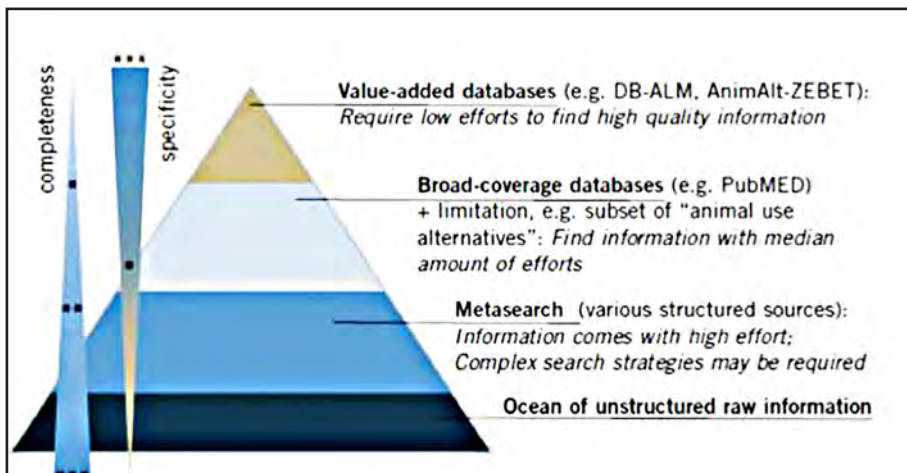 completeness
specificity
Value-added databases (e.g. DB-ALM, AnimAlt-ZEBET):
Require low efforts to find high quality information
Broad-coverage databases (e.g. PubMED)
+ limitation, e.g. subset of “animal use
alternatives”: Find information with median
amount of efforts
Metasearch (various structured sources):
Information comes with high effort;
Complex search strategies may be required
Ocean of unstructured raw information